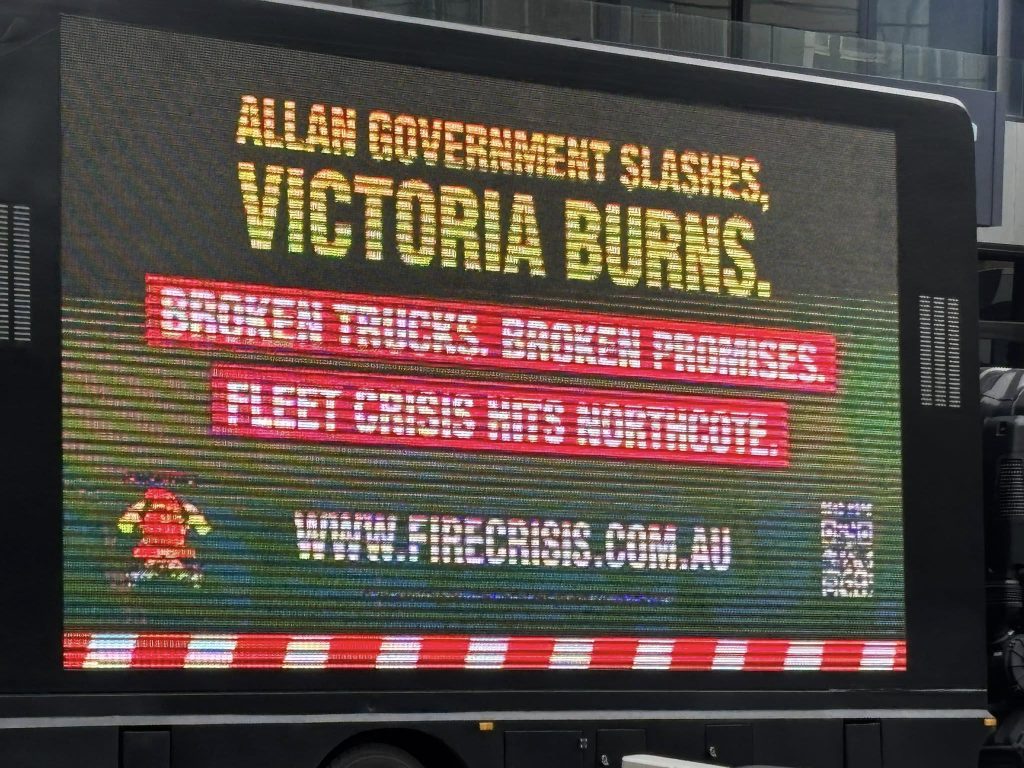 ALLAN GOVERNMENT SLASHES,
VICTORIA BURNS.
BROKEN TRUCKS. BROKEN PROMISES.
FLEET CRISIS HITS NORTHCOTE.
WWW.FIRECRISIS.COM.AU